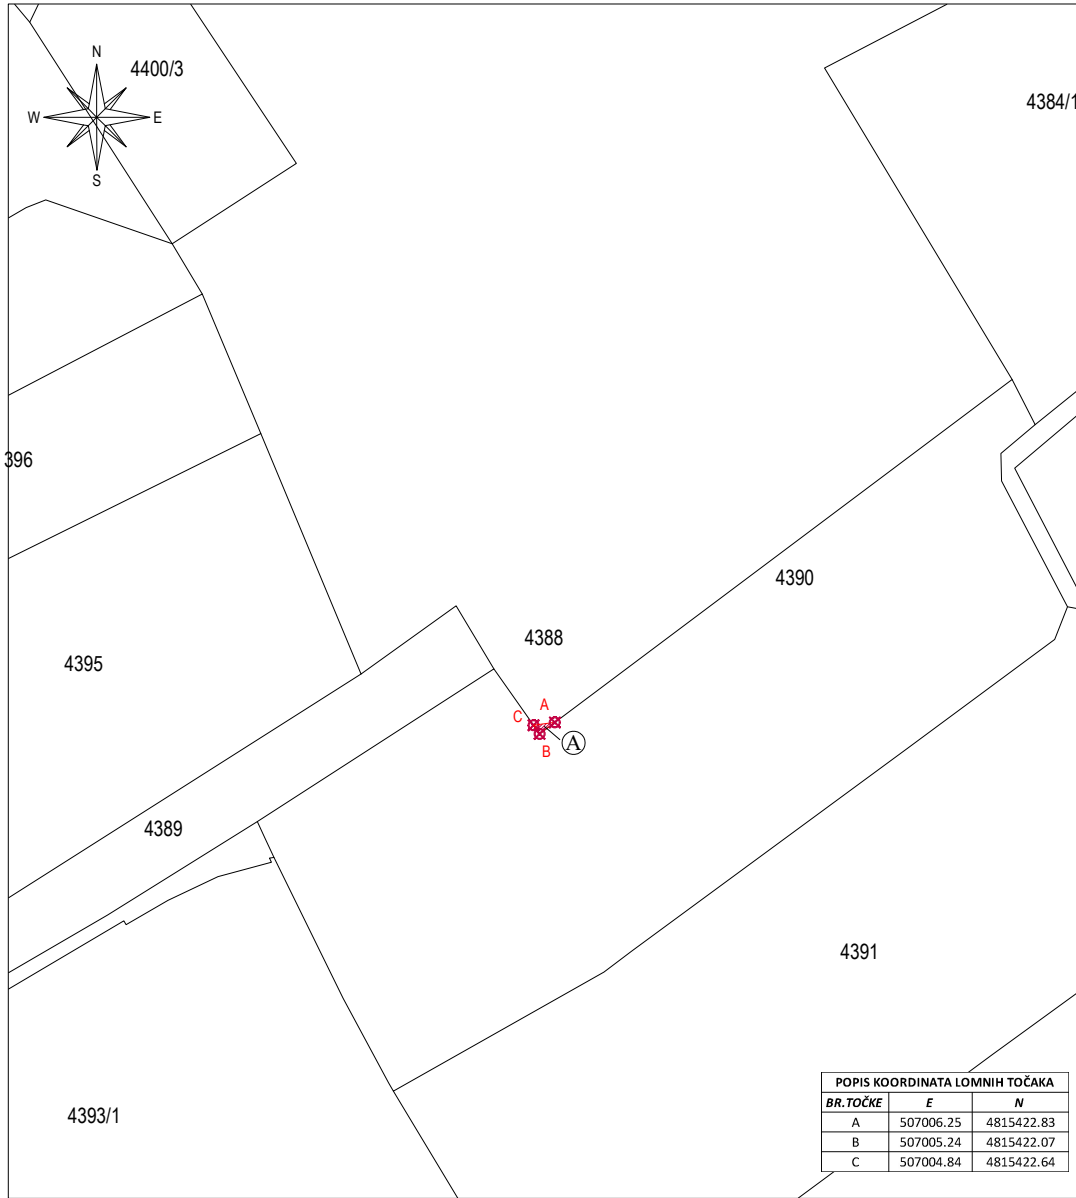 N
4400/3
4384/1
W
E
S
396
4390
4388
4395
A
C
A
B
4389
4391
POPIS KOORDINATA LOMNIH TOČAKA
BR.TOČKE E N
A 507006.25 4815422.83
B 507005.24 4815422.07
C 507004.84 4815422.64
4393/1